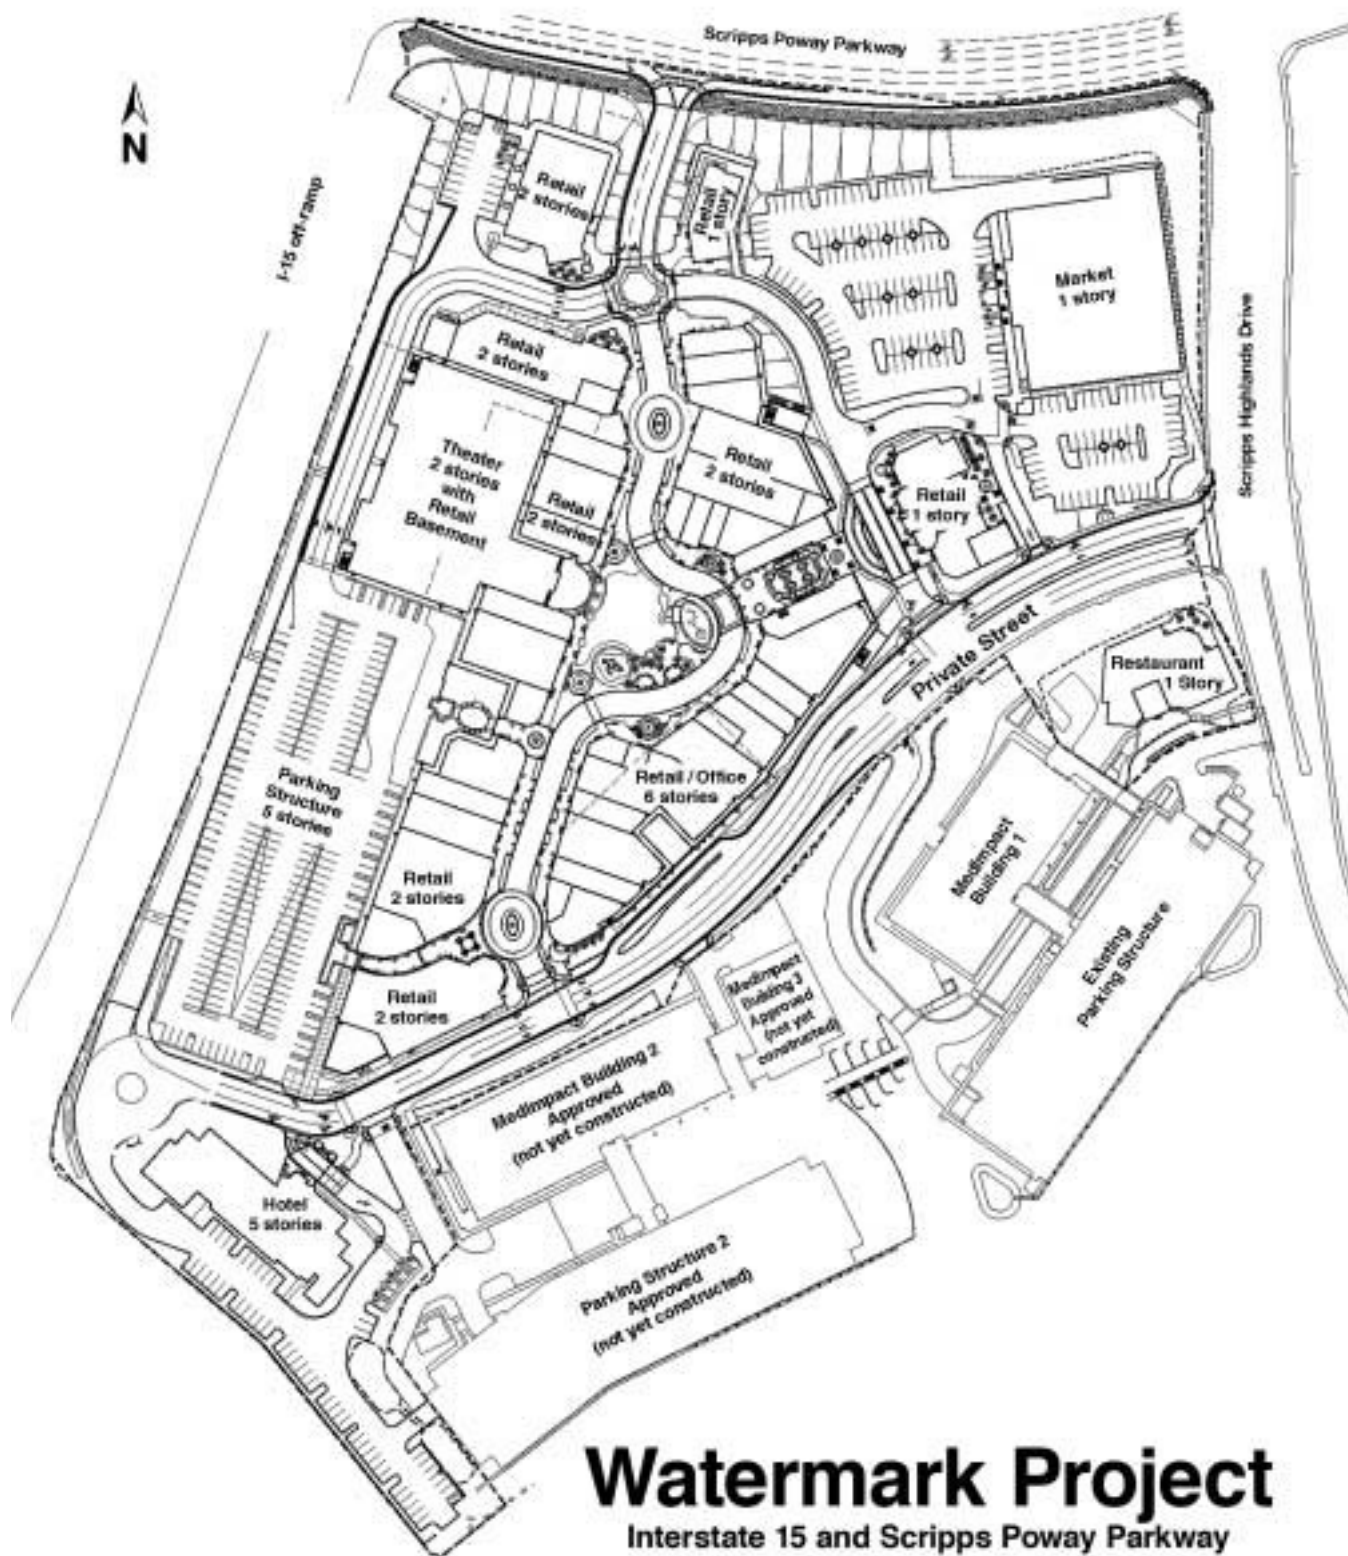 Scripps Poway Parkway
N
I-15 off-ramp
Retail
2 stories
Retail
1 story
Market
1 story
Scripps Highlands Drive
Retail
2 stories
Theater
2 stories
with
Retail
Basement
Retail
2 stories
Retail
2 stories
Retail
1 story
Private Street
Restaurant
1 Story
Parking
Structure
5 stories
Retail / Office
6 stories
MedImpact
Building 1
Existing
Parking Structure
Retail
2 stories
Retail
2 stories
MedImpact
Building 3
Approved
(not yet
constructed)
MedImpact Building 2
Approved
(not yet constructed)
Hotel
5 stories
Parking Structure 2
Approved
(not yet constructed)
Watermark Project
Interstate 15 and Scripps Poway Parkway